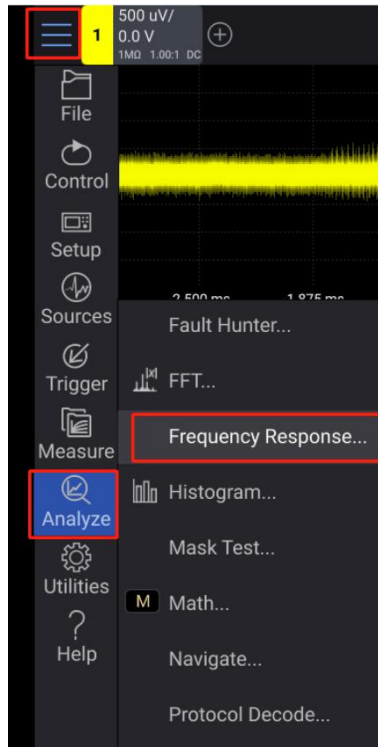 1
500 uV/
0.0 V
1MΩ 1.00:1 DC
File
Control
Setup
Sources
Trigger
Measure
Analyze
Utilities
Help
2.500 ms 1.875 ms
Fault Hunter...
|X|
FFT...
Frequency Response...
Histogram...
Mask Test...
M Math...
Navigate...
Protocol Decode...